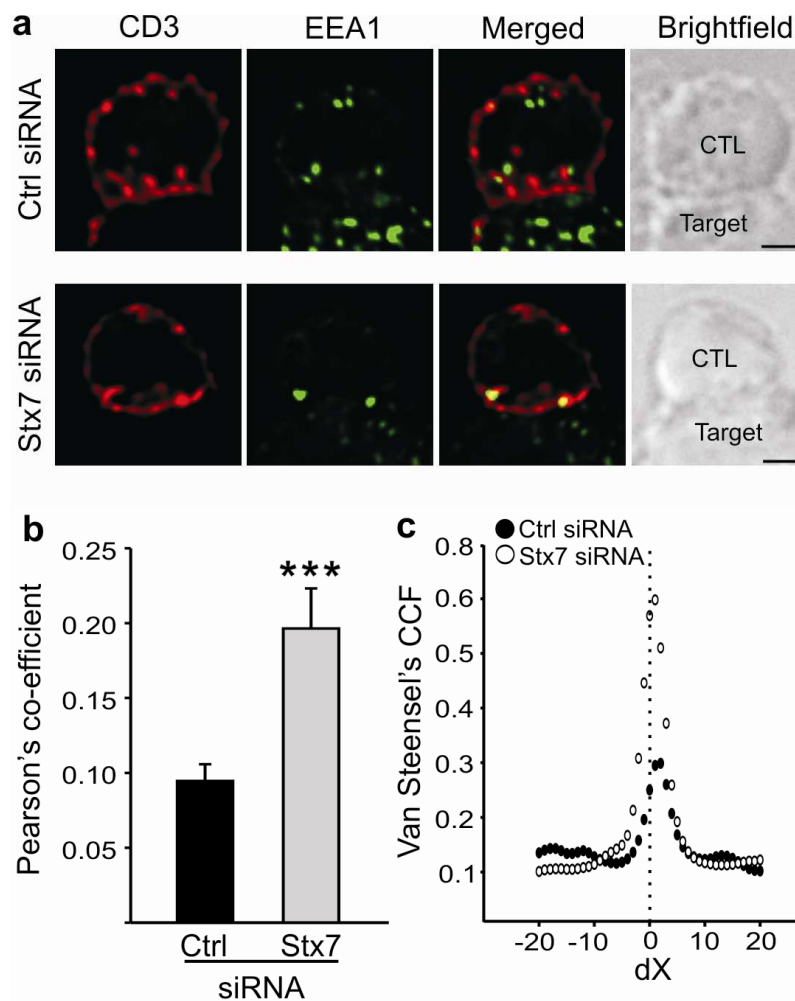 a
CD3 EEA1 Merged Brightfield
Ctrl siRNA
CTL
Target
Stx7 siRNA
CTL
Target
b
Pearson's co-efficient
0.25
0.20
0.15
0.10
0.05
***
Ctrl Stx7
siRNA
c
Ctrl siRNA
Stx7 siRNA
Van Steensel's CCF
0.8
0.6
0.5
0.4
0.3
0.2
0.1
-20 -10 0 10 20
dX